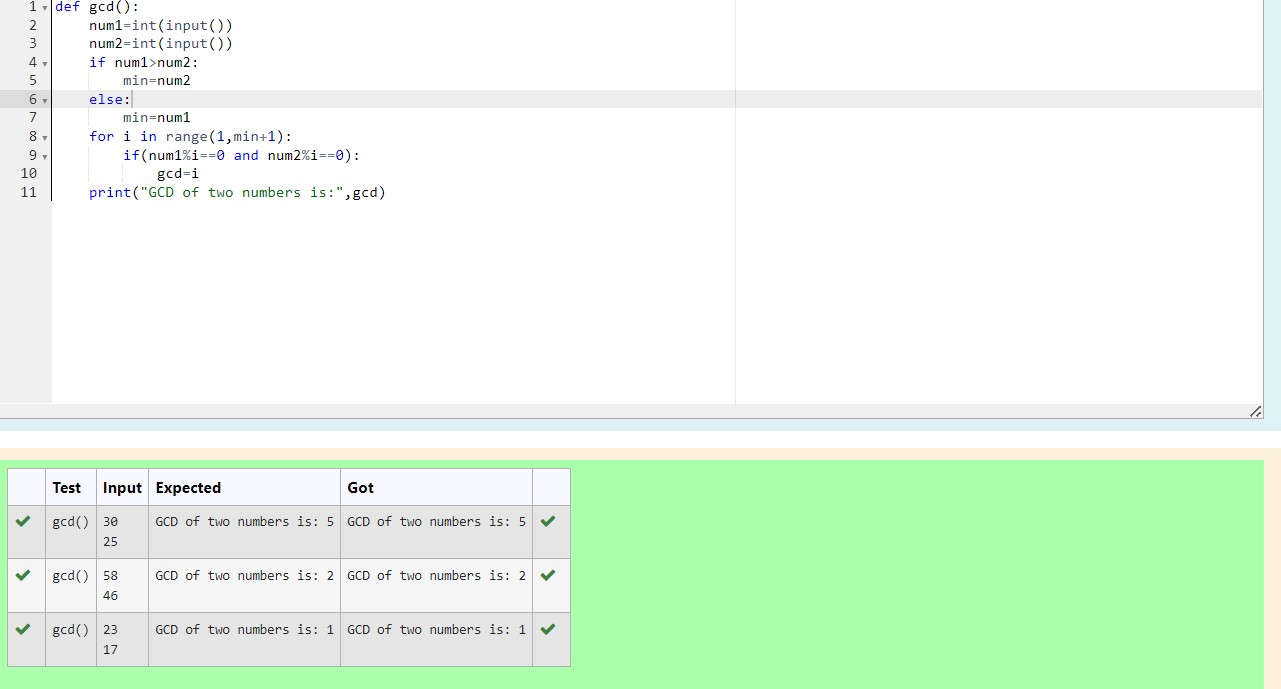 1 def gcd():
2     num1=int(input())
3     num2=int(input())
4     if num1>num2:
5         min=num2
6     else:
7         min=num1
8     for i in range(1,min+1):
9         if(num1%i==0 and num2%i==0):
10             gcd=i
11     print("GCD of two numbers is:",gcd)
Test Input Expected Got
gcd() 30 GCD of two numbers is: 5 GCD of two numbers is: 5
25
gcd() 58 GCD of two numbers is: 2 GCD of two numbers is: 2
46
gcd() 23 GCD of two numbers is: 1 GCD of two numbers is: 1
17